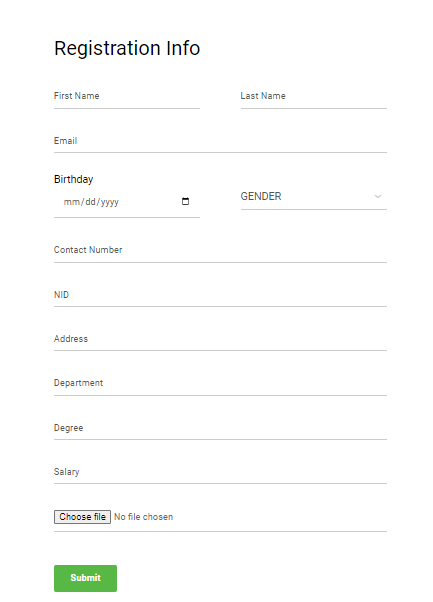 Registration Info
First Name Last Name
Email
Birthday
mm/dd/yyyy GENDER
Contact Number
NID
Address
Department
Degree
Salary
Choose file No file chosen
Submit